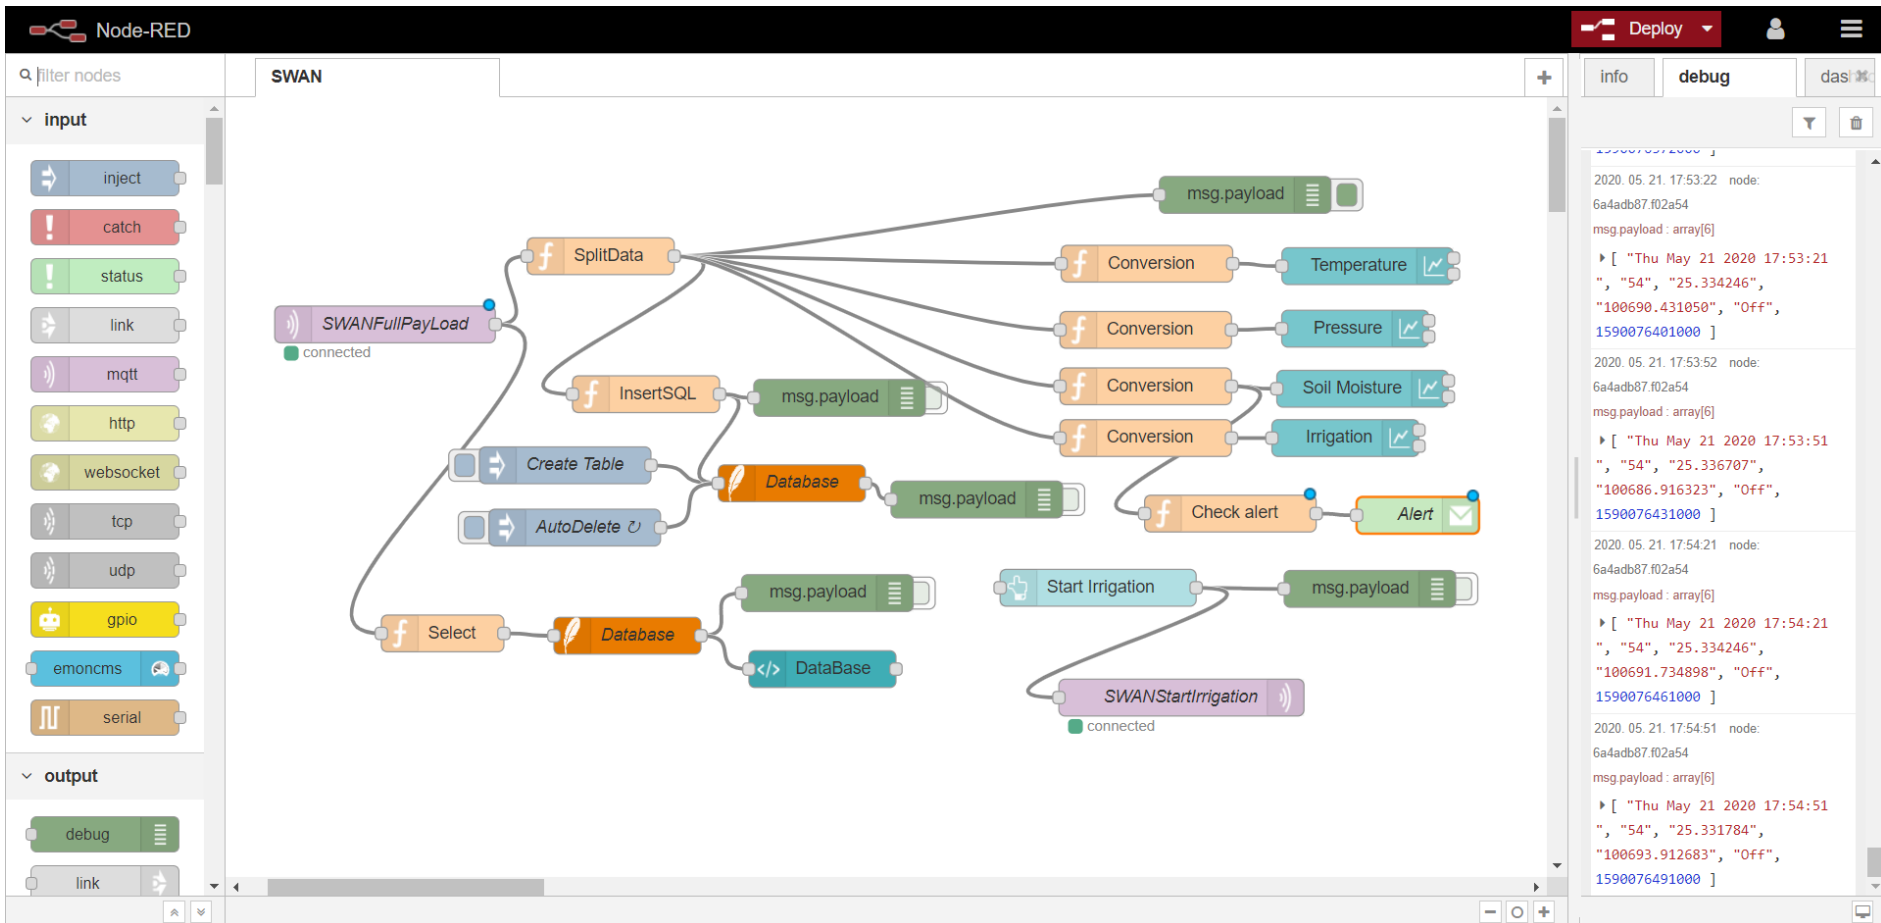 Node-RED
Deploy
filter nodes
SWAN
info
debug
input
inject
catch
status
link
mqtt
http
websocket
tcp
udp
gpio
emoncms
serial
output
debug
link
SWANFullPayLoad
connected
SplitData
msg.payload
Conversion
Temperature
Conversion
Pressure
Conversion
Soil Moisture
Conversion
Irrigation
InsertSQL
msg.payload
Create Table
Database
AutoDelete ↻
msg.payload
Check alert
Alert
Start Irrigation
msg.payload
Select
Database
msg.payload
DataBase
SWANStartIrrigation
connected
2020. 05. 21. 17:53:22 node:
6a4adb87.f02a54
msg.payload : array[6]
[ "Thu May 21 2020 17:53:21
", "54", "25.334246",
"100690.431050", "Off",
1590076401000 ]
2020. 05. 21. 17:53:52 node:
6a4adb87.f02a54
msg.payload : array[6]
[ "Thu May 21 2020 17:53:51
", "54", "25.336707",
"100686.916323", "Off",
1590076431000 ]
2020. 05. 21. 17:54:21 node:
6a4adb87.f02a54
msg.payload : array[6]
[ "Thu May 21 2020 17:54:21
", "54", "25.334246",
"100691.734898", "Off",
1590076461000 ]
2020. 05. 21. 17:54:51 node:
6a4adb87.f02a54
msg.payload : array[6]
[ "Thu May 21 2020 17:54:51
", "54", "25.331784",
"100693.912683", "Off",
1590076491000 ]